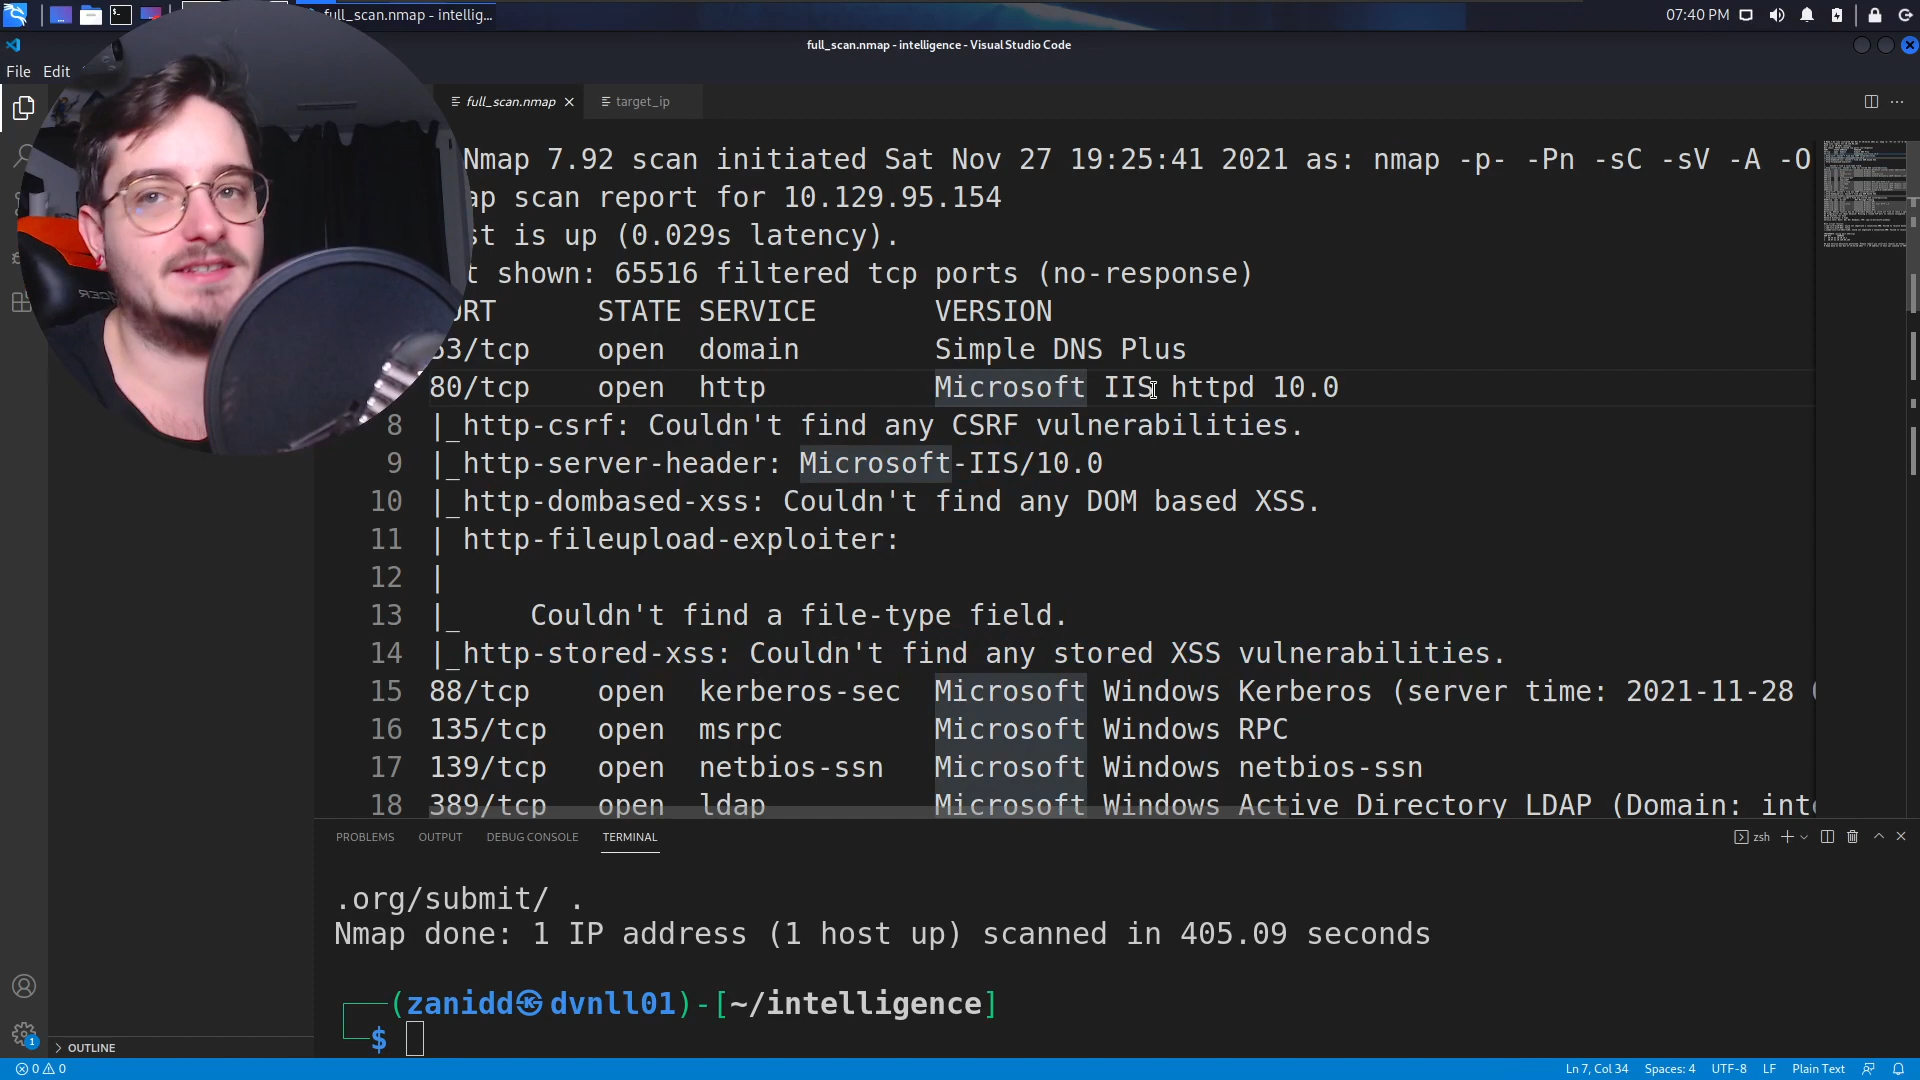 full_scan.nmap - intellig...
07:40 PM
full_scan.nmap - intelligence - Visual Studio Code
File Edit
full_scan.nmap
target_ip
Nmap 7.92 scan initiated Sat Nov 27 19:25:41 2021 as: nmap -p- -Pn -sC -sV -A -O
ap scan report for 10.129.95.154
st is up (0.029s latency).
t shown: 65516 filtered tcp ports (no-response)
ORT STATE SERVICE VERSION
53/tcp open domain Simple DNS Plus
80/tcp open http Microsoft IIS httpd 10.0
8 |_http-csrf: Couldn't find any CSRF vulnerabilities.
9 |_http-server-header: Microsoft-IIS/10.0
10 |_http-dombased-xss: Couldn't find any DOM based XSS.
11 | http-fileupload-exploiter:
12 |
13 |_ Couldn't find a file-type field.
14 |_http-stored-xss: Couldn't find any stored XSS vulnerabilities.
15 88/tcp open kerberos-sec Microsoft Windows Kerberos (server time: 2021-11-28
16 135/tcp open msrpc Microsoft Windows RPC
17 139/tcp open netbios-ssn Microsoft Windows netbios-ssn
18 389/tcp open ldap Microsoft Windows Active Directory LDAP (Domain: inte
PROBLEMS OUTPUT DEBUG CONSOLE TERMINAL
zsh
.org/submit/ .
Nmap done: 1 IP address (1 host up) scanned in 405.09 seconds
(zanidd㉿dvnll01)-[~/intelligence]
$
1
OUTLINE
0 0
Ln 7, Col 34 Spaces: 4 UTF-8 LF Plain Text